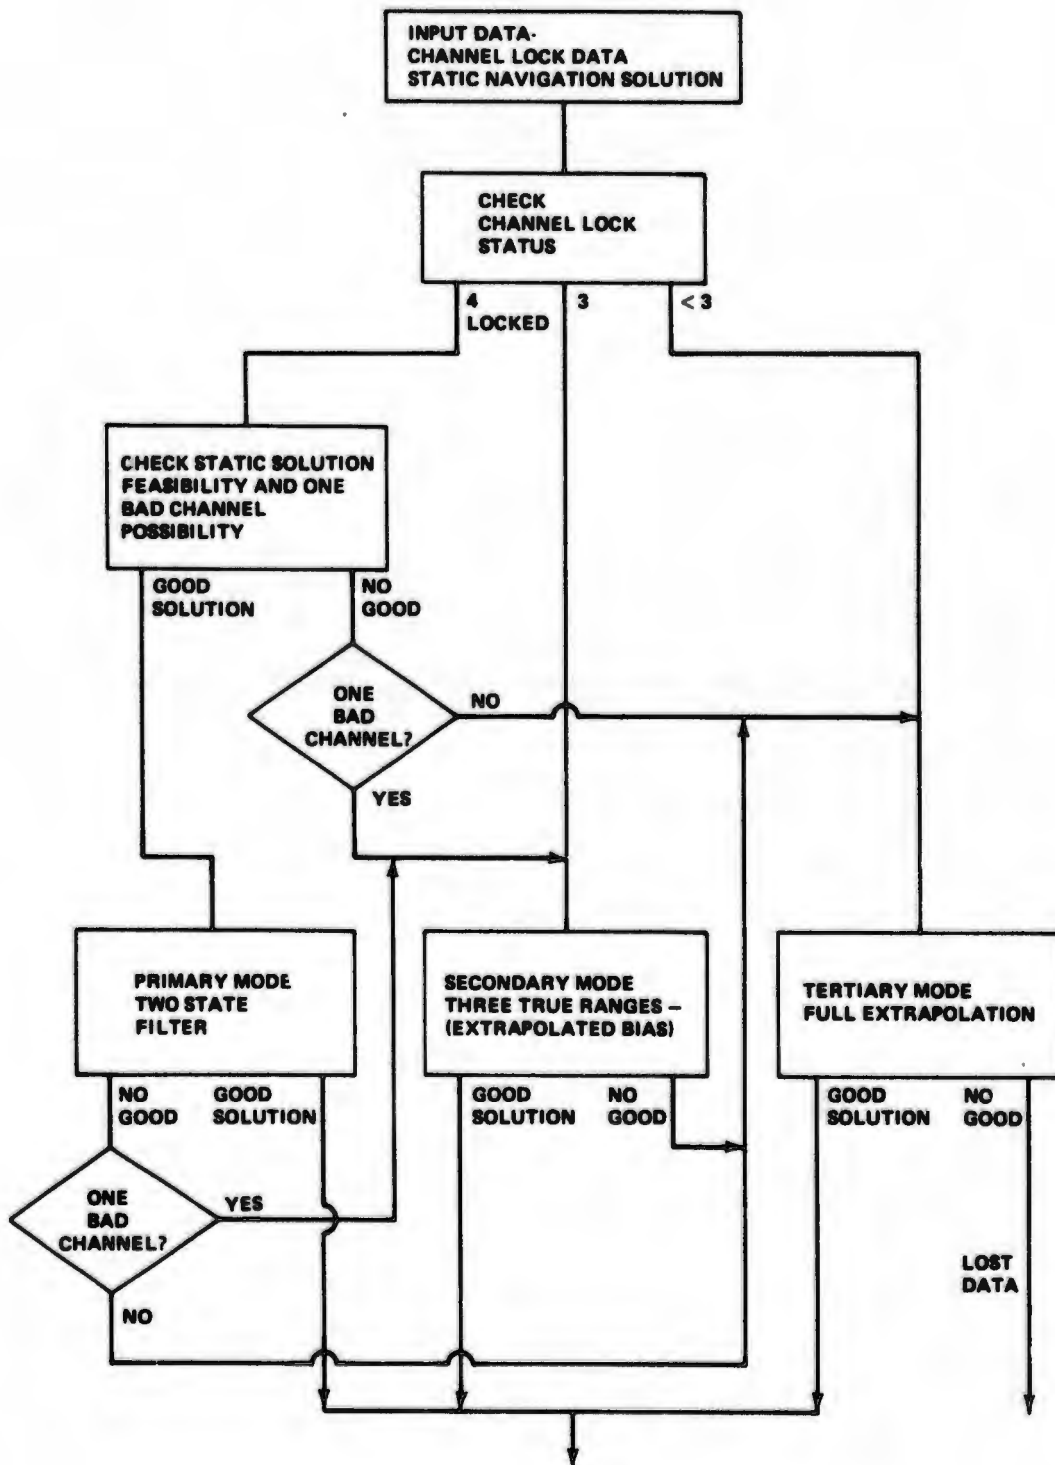 INPUT DATA-
CHANNEL LOCK DATA
STATIC NAVIGATION SOLUTION
CHECK
CHANNEL LOCK
STATUS
4
LOCKED
3
< 3
CHECK STATIC SOLUTION
FEASIBILITY AND ONE
BAD CHANNEL
POSSIBILITY
GOOD
SOLUTION
NO
GOOD
ONE
BAD
CHANNEL?
NO
YES
PRIMARY MODE
TWO STATE
FILTER
SECONDARY MODE
THREE TRUE RANGES –
(EXTRAPOLATED BIAS)
TERTIARY MODE
FULL EXTRAPOLATION
NO
GOOD
GOOD
SOLUTION
GOOD
SOLUTION
NO
GOOD
GOOD
SOLUTION
NO
GOOD
ONE
BAD
CHANNEL?
YES
NO
LOST
DATA